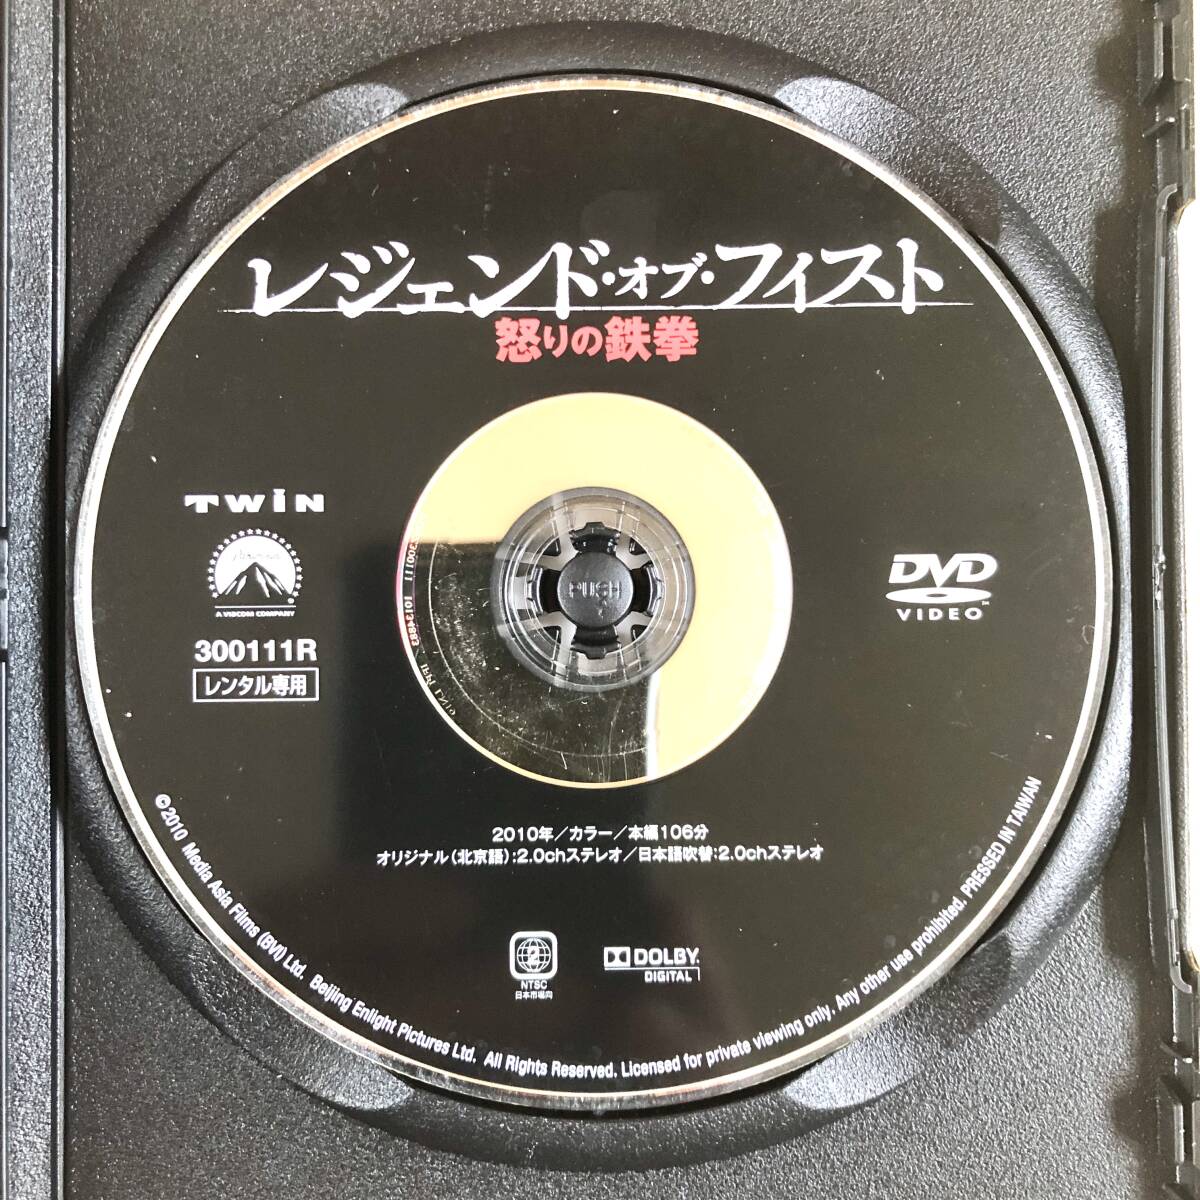 レジェンド・オブ・フィスト
怒りの鉄拳
TWiN
Paramount
A VIACOM COMPANY
300111R
レンタル専用
DVD
VIDEO
PUSH
2010年/カラー/本編106分
オリジナル(北京語):2.0chステレオ/日本語吹替:2.0chステレオ
2
NTSC
日本市場向
DOLBY
DIGITAL
©2010 Media Asia Films (BVI) Ltd. Beijing Enlight Pictures Ltd. All Rights Reserved. Licensed for private viewing only. Any other use prohibited. PRESSED IN TAIWAN